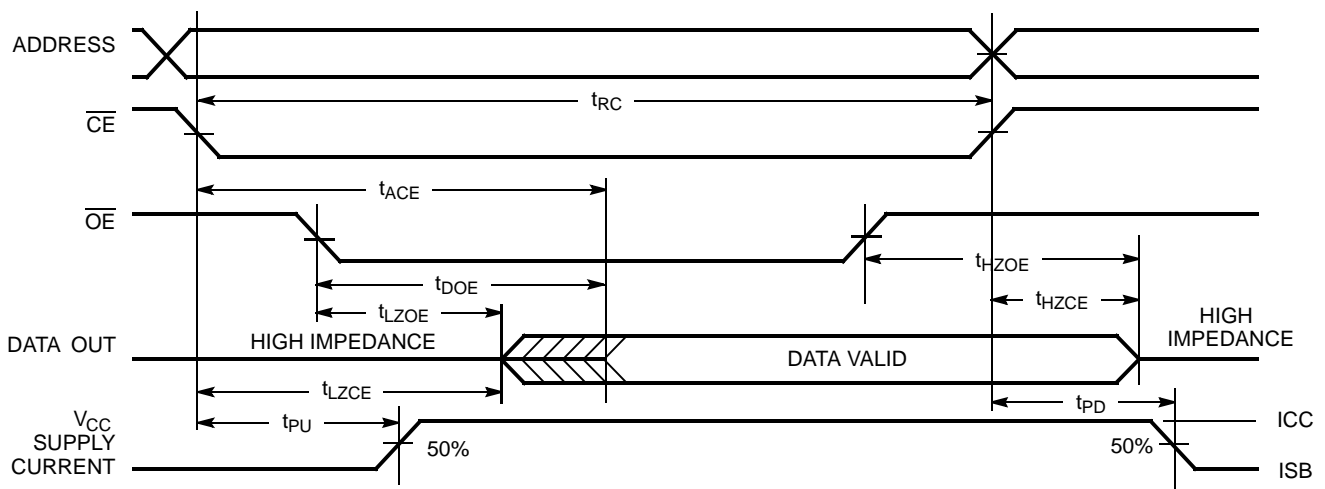 ADDRESS
tRC
CE
tACE
OE
tHZOE
tDOE
tLZOE
tHZCE
DATA OUT
HIGH IMPEDANCE
DATA VALID
HIGH
IMPEDANCE
tLZCE
VCC
SUPPLY
CURRENT
tPU
50%
tPD
50%
ICC
ISB